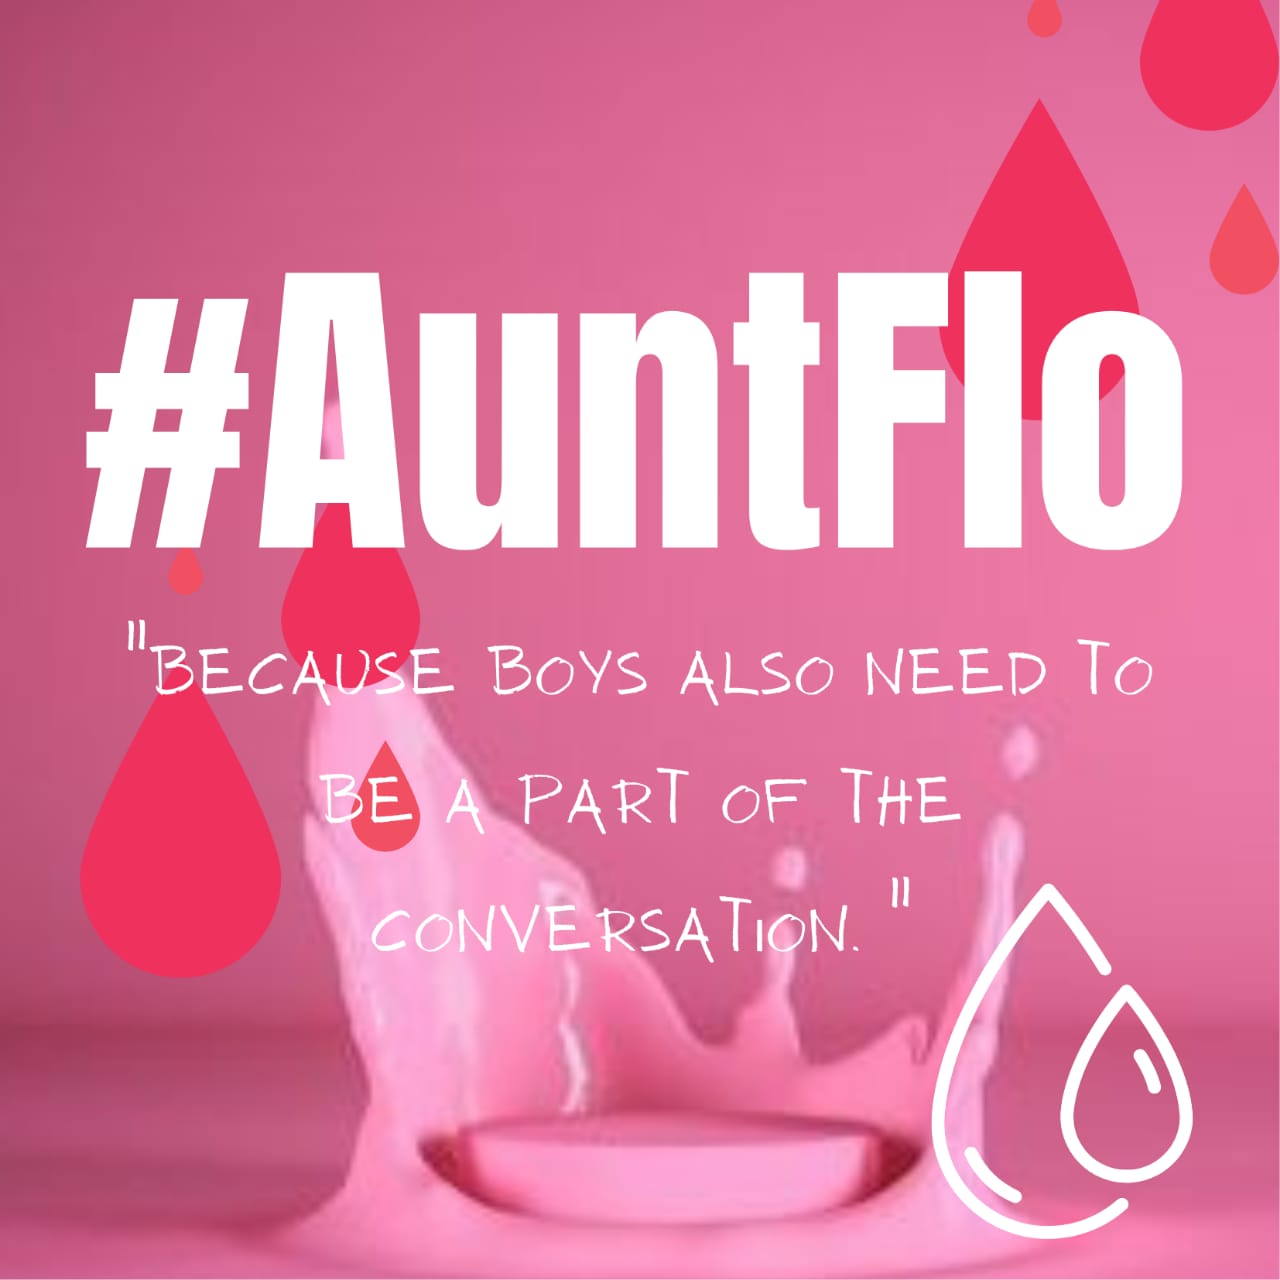 #AuntFlo
"BECAUSE BOYS ALSO NEED TO
BE A PART OF THE
CONVERSATION. "